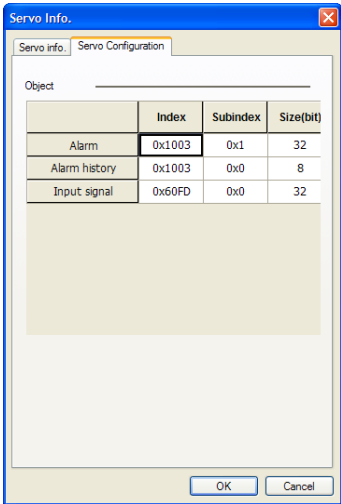 Servo Info.
Servo info. Servo Configuration
Object
Index Subindex Size(bit)
Alarm 0x1003 0x1 32
Alarm history 0x1003 0x0 8
Input signal 0x60FD 0x0 32
OK Cancel